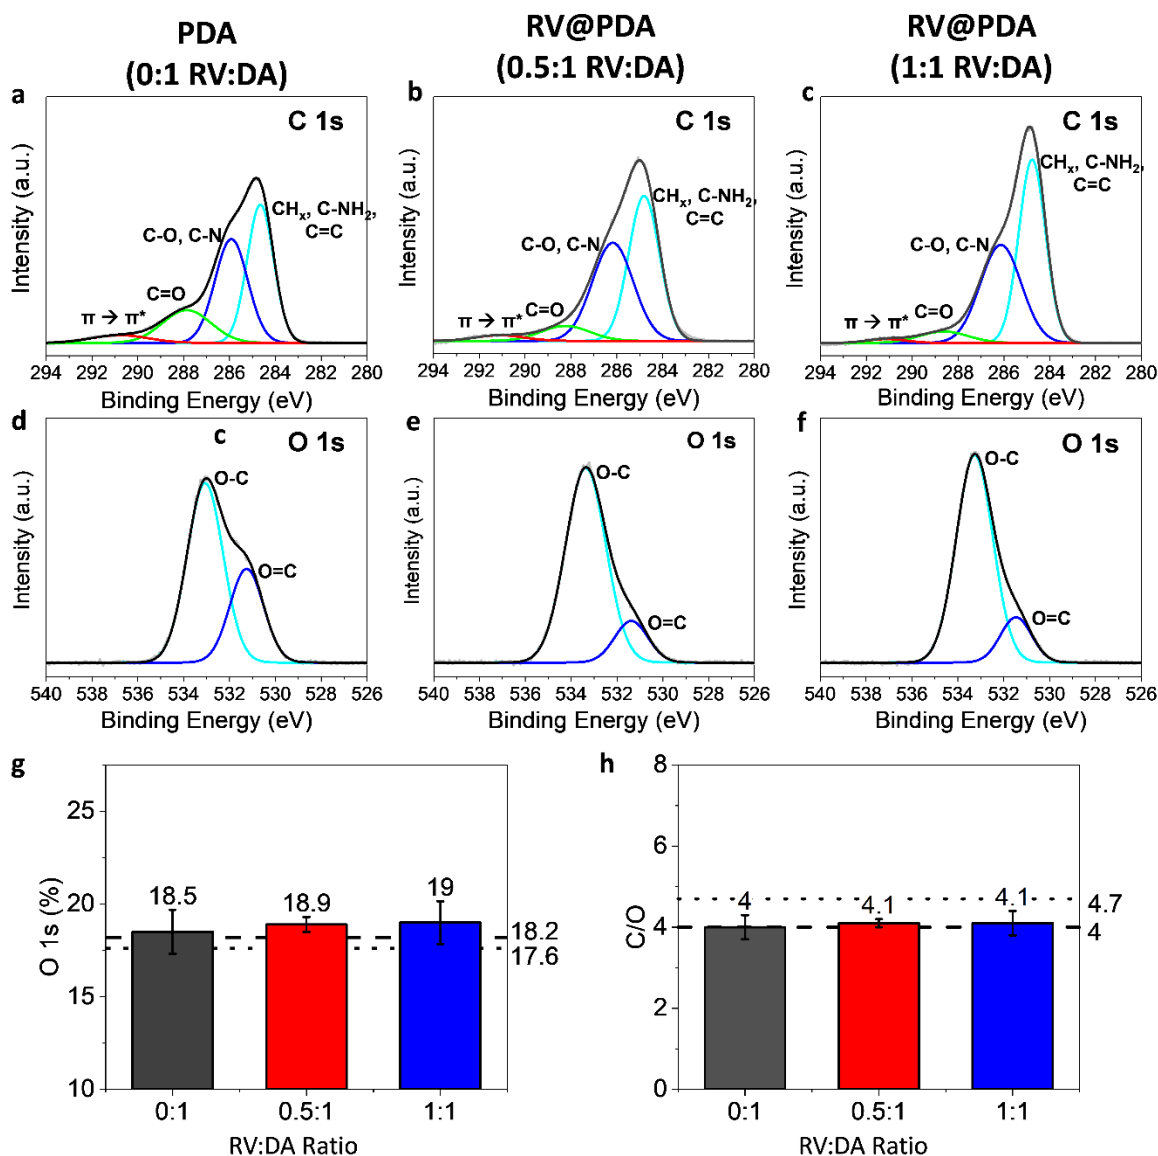 PDA
(0:1 RV:DA)
RV@PDA
(0.5:1 RV:DA)
RV@PDA
(1:1 RV:DA)
a
C 1s
CHₓ, C-NH₂,
C=C
C-O, C-N
C=O
π → π*
Intensity (a.u.)
294 292 290 288 286 284 282 280
Binding Energy (eV)
b
C 1s
CHₓ, C-NH₂,
C=C
C-O, C-N
C=O
π → π*
Intensity (a.u.)
294 292 290 288 286 284 282 280
Binding Energy (eV)
c
C 1s
CHₓ, C-NH₂,
C=C
C-O, C-N
C=O
π → π*
Intensity (a.u.)
294 292 290 288 286 284 282 280
Binding Energy (eV)
d
c
O 1s
O-C
O=C
Intensity (a.u.)
540 538 536 534 532 530 528 526
Binding Energy (eV)
e
O 1s
O-C
O=C
Intensity (a.u.)
540 538 536 534 532 530 528 526
Binding Energy (eV)
f
O 1s
O-C
O=C
Intensity (a.u.)
540 538 536 534 532 530 528 526
Binding Energy (eV)
g
O 1s (%)
25
20
15
10
18.5
18.9
19
18.2
17.6
0:1 0.5:1 1:1
RV:DA Ratio
h
C/O
8
6
4
2
0
4
4.1
4.1
4.7
4
0:1 0.5:1 1:1
RV:DA Ratio